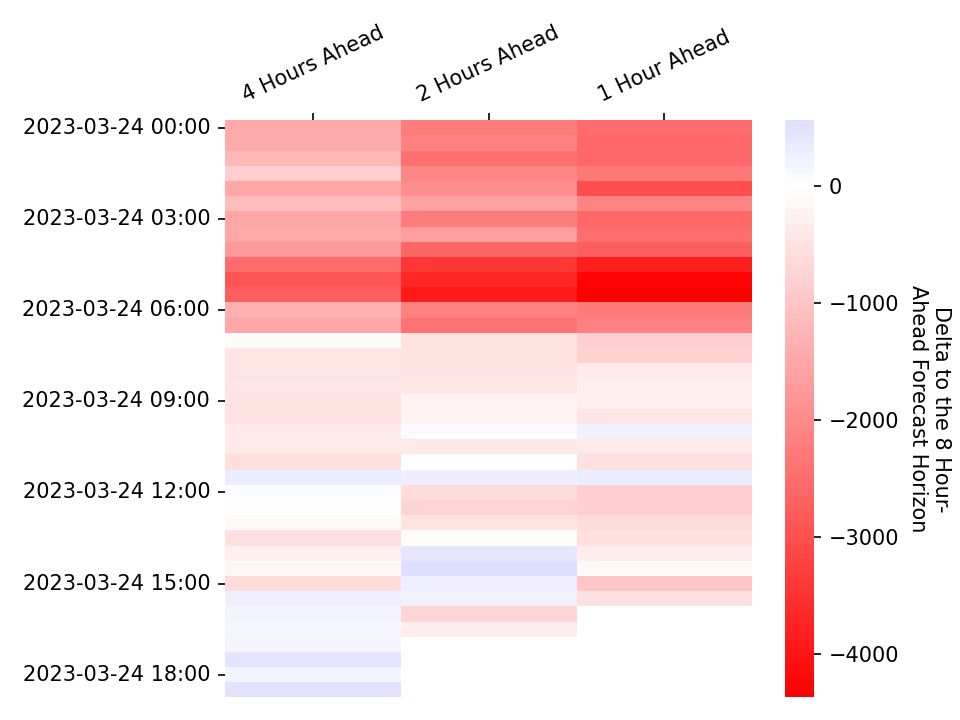 4 Hours Ahead
2 Hours Ahead
1 Hour Ahead
2023-03-24 00:00
2023-03-24 03:00
2023-03-24 06:00
2023-03-24 09:00
2023-03-24 12:00
2023-03-24 15:00
2023-03-24 18:00
0
−1000
−2000
−3000
−4000
Delta to the 8 Hour-
Ahead Forecast Horizon